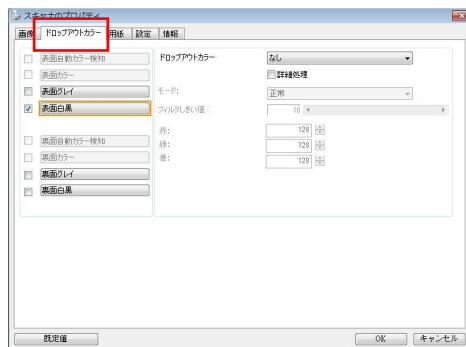 スキャナのプロパティ
画像 ドロップアウトカラー 用紙 設定 情報
表面自動カラー検知
表面カラー
表面グレイ
表面白黒
裏面自動カラー検知
裏面カラー
裏面グレイ
裏面白黒
ドロップアウトカラー なし
詳細処理
モード: 正常
フィルタしきい値: 10
赤: 128
緑: 128
青: 128
既定値 OK キャンセル